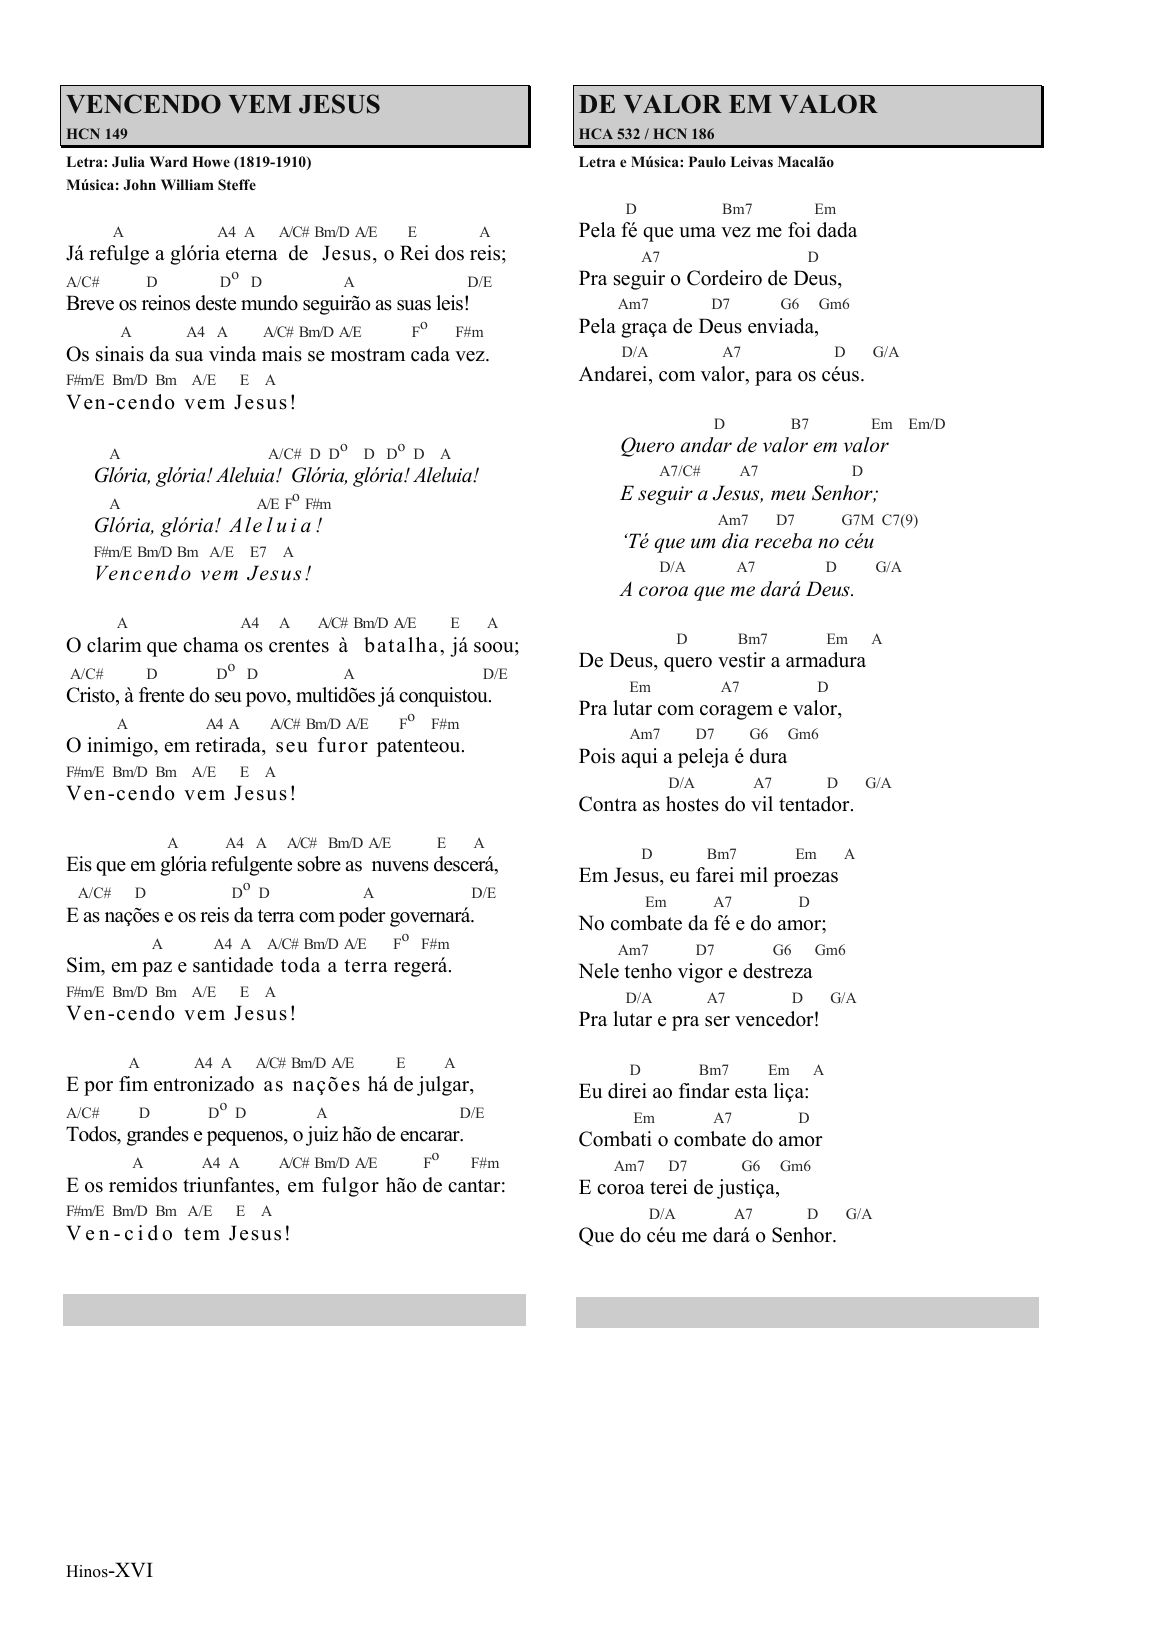 VENCENDO VEM JESUS
HCN 149
Letra: Julia Ward Howe (1819-1910)
Música: John William Steffe
A A4 A A/C# Bm/D A/E E A
Já refulge a glória eterna de Jesus, o Rei dos reis;
A/C# D Dº D A D/E
Breve os reinos deste mundo seguirão as suas leis!
A A4 A A/C# Bm/D A/E Fº F#m
Os sinais da sua vinda mais se mostram cada vez.
F#m/E Bm/D Bm A/E E A
Ven-cendo vem Jesus!
A A/C# D Dº D Dº D A
Glória, glória! Aleluia! Glória, glória! Aleluia!
A A/E Fº F#m
Glória, glória! Aleluia!
F#m/E Bm/D Bm A/E E7 A
Vencendo vem Jesus!
A A4 A A/C# Bm/D A/E E A
O clarim que chama os crentes à batalha, já soou;
A/C# D Dº D A D/E
Cristo, à frente do seu povo, multidões já conquistou.
A A4 A A/C# Bm/D A/E Fº F#m
O inimigo, em retirada, seu furor patenteou.
F#m/E Bm/D Bm A/E E A
Ven-cendo vem Jesus!
A A4 A A/C# Bm/D A/E E A
Eis que em glória refulgente sobre as nuvens descerá,
A/C# D Dº D A D/E
E as nações e os reis da terra com poder governará.
A A4 A A/C# Bm/D A/E Fº F#m
Sim, em paz e santidade toda a terra regerá.
F#m/E Bm/D Bm A/E E A
Ven-cendo vem Jesus!
A A4 A A/C# Bm/D A/E E A
E por fim entronizado as nações há de julgar,
A/C# D Dº D A D/E
Todos, grandes e pequenos, o juiz hão de encarar.
A A4 A A/C# Bm/D A/E Fº F#m
E os remidos triunfantes, em fulgor hão de cantar:
F#m/E Bm/D Bm A/E E A
Ven-cido tem Jesus!
DE VALOR EM VALOR
HCA 532 / HCN 186
Letra e Música: Paulo Leivas Macalão
D Bm7 Em
Pela fé que uma vez me foi dada
A7 D
Pra seguir o Cordeiro de Deus,
Am7 D7 G6 Gm6
Pela graça de Deus enviada,
D/A A7 D G/A
Andarei, com valor, para os céus.
D B7 Em Em/D
Quero andar de valor em valor
A7/C# A7 D
E seguir a Jesus, meu Senhor;
Am7 D7 G7M C7(9)
‘Té que um dia receba no céu
D/A A7 D G/A
A coroa que me dará Deus.
D Bm7 Em A
De Deus, quero vestir a armadura
Em A7 D
Pra lutar com coragem e valor,
Am7 D7 G6 Gm6
Pois aqui a peleja é dura
D/A A7 D G/A
Contra as hostes do vil tentador.
D Bm7 Em A
Em Jesus, eu farei mil proezas
Em A7 D
No combate da fé e do amor;
Am7 D7 G6 Gm6
Nele tenho vigor e destreza
D/A A7 D G/A
Pra lutar e pra ser vencedor!
D Bm7 Em A
Eu direi ao findar esta liça:
Em A7 D
Combati o combate do amor
Am7 D7 G6 Gm6
E coroa terei de justiça,
D/A A7 D G/A
Que do céu me dará o Senhor.
Hinos-XVI